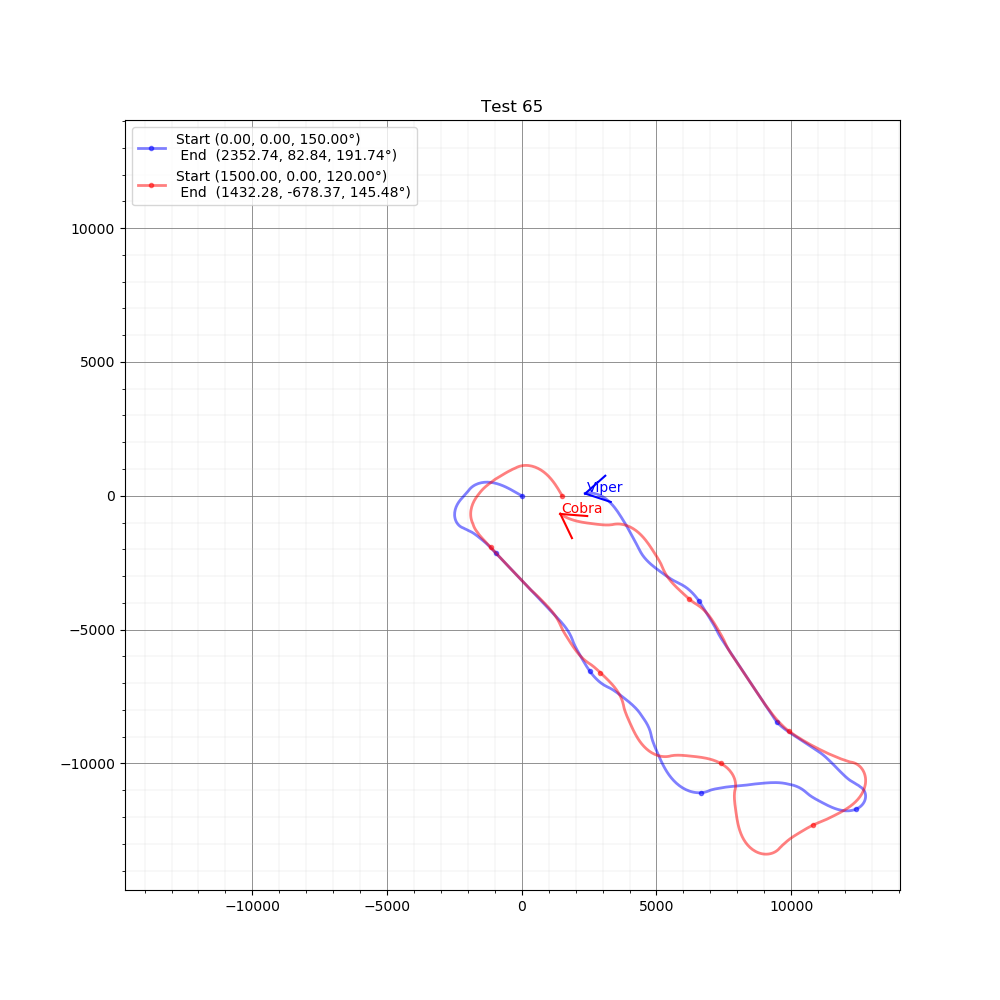 Test 65
Start (0.00, 0.00, 150.00°)
End  (2352.74, 82.84, 191.74°)
Start (1500.00, 0.00, 120.00°)
End  (1432.28, -678.37, 145.48°)
10000
5000
0
−5000
−10000
Viper
Cobra
−10000
−5000
0
5000
10000